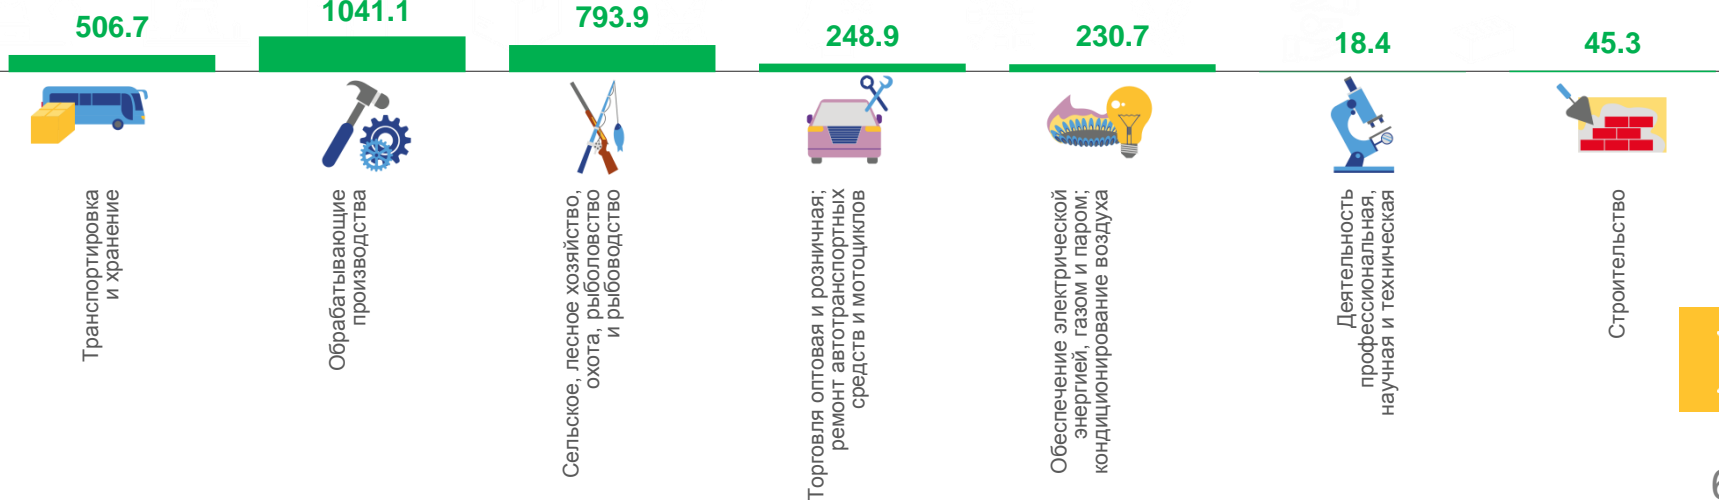 506.7
1041.1
793.9
248.9
230.7
18.4
45.3
Транспортировка
и хранение
Обрабатывающие
производства
Сельское, лесное хозяйство,
охота, рыболовство
и рыбоводство
Торговля оптовая и розничная;
ремонт автотранспортных
средств и мотоциклов
Обеспечение электрической
энергией, газом и паром;
кондиционирование воздуха
Деятельность
профессиональная,
научная и техническая
Строительство